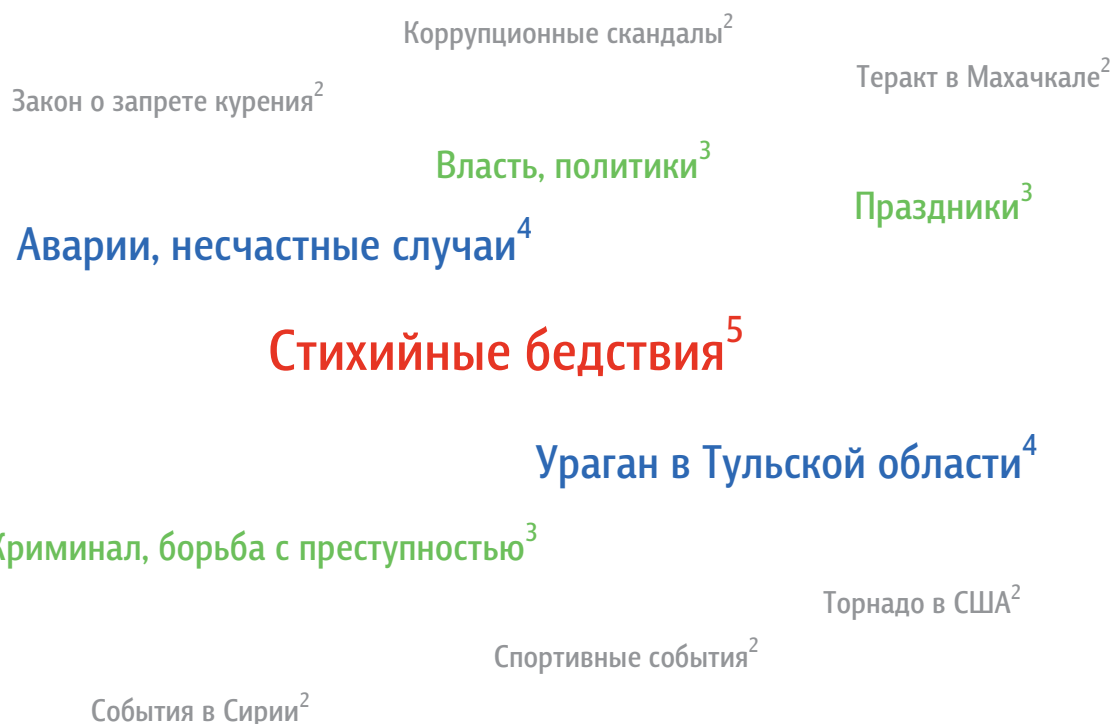 Коррупционные скандалы²
Теракт в Махачкале²
Закон о запрете курения²
Власть, политики³
Праздники³
Аварии, несчастные случаи⁴
Стихийные бедствия⁵
Ураган в Тульской области⁴
Криминал, борьба с преступностью³
Торнадо в США²
Спортивные события²
События в Сирии²